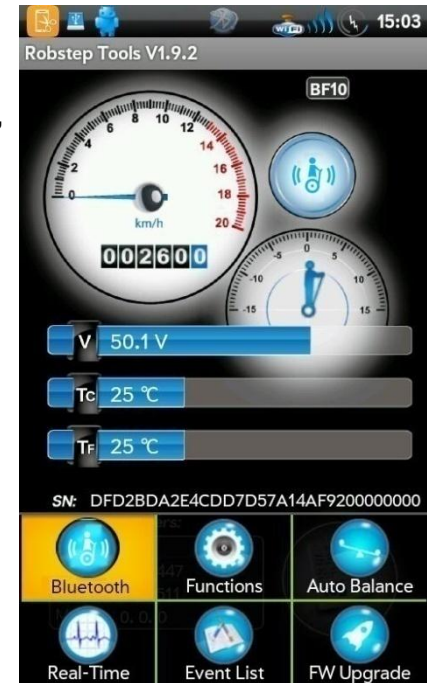 WiFi 15:03
Robstep Tools V1.9.2
BF10
0 2 4 6 8 10 12 14 16 18 20
km/h
002600
-15 -10 -5 0 5 10 15
V 50.1 V
Tc 25 ℃
TF 25 ℃
SN: DFD2BDA2E4CDD7D57A14AF9200000000
Bluetooth Functions Auto Balance
Real-Time Event List FW Upgrade